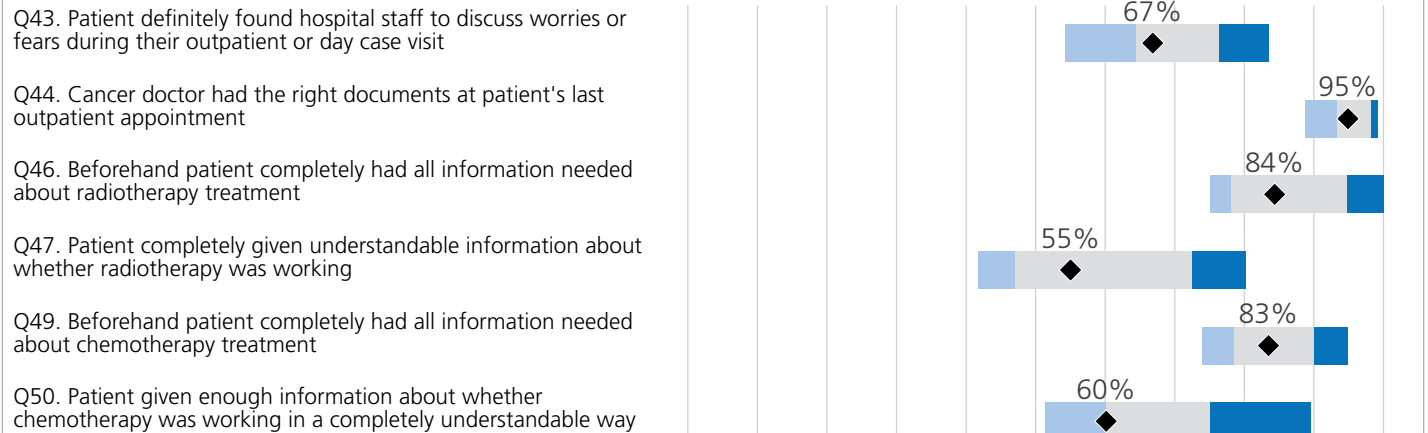 Q43. Patient definitely found hospital staff to discuss worries or
fears during their outpatient or day case visit
67%
Q44. Cancer doctor had the right documents at patient's last
outpatient appointment
95%
Q46. Beforehand patient completely had all information needed
about radiotherapy treatment
84%
Q47. Patient completely given understandable information about
whether radiotherapy was working
55%
Q49. Beforehand patient completely had all information needed
about chemotherapy treatment
83%
Q50. Patient given enough information about whether
chemotherapy was working in a completely understandable way
60%